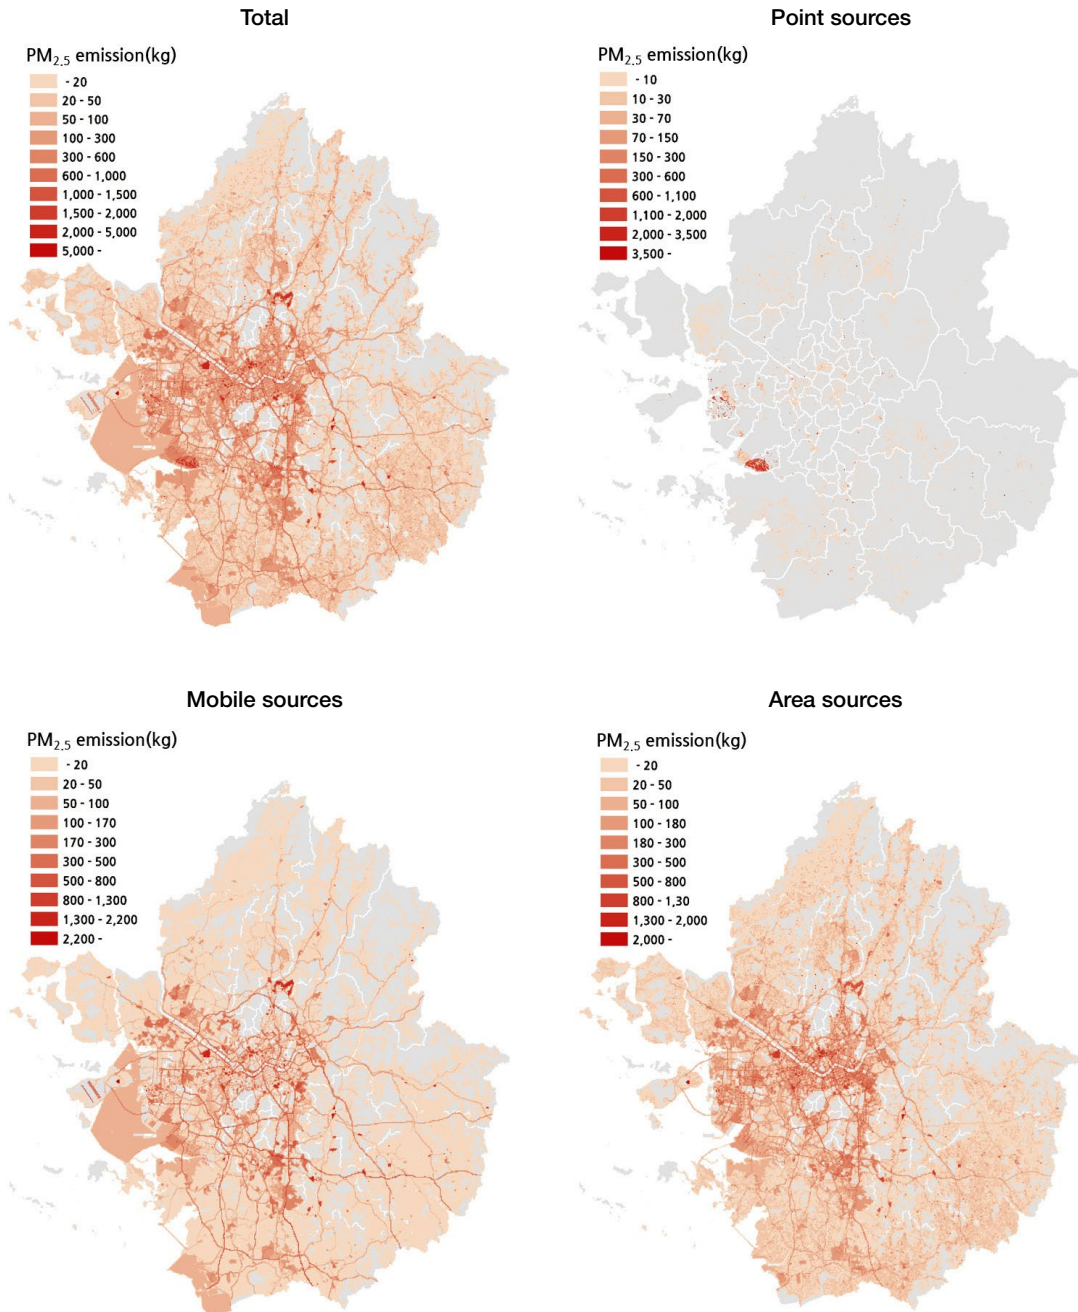 Total
PM2.5 emission(kg)
- 20
20 - 50
50 - 100
100 - 300
300 - 600
600 - 1,000
1,000 - 1,500
1,500 - 2,000
2,000 - 5,000
5,000 -
Point sources
PM2.5 emission(kg)
- 10
10 - 30
30 - 70
70 - 150
150 - 300
300 - 600
600 - 1,100
1,100 - 2,000
2,000 - 3,500
3,500 -
Mobile sources
PM2.5 emission(kg)
- 20
20 - 50
50 - 100
100 - 170
170 - 300
300 - 500
500 - 800
800 - 1,300
1,300 - 2,200
2,200 -
Area sources
PM2.5 emission(kg)
- 20
20 - 50
50 - 100
100 - 180
180 - 300
300 - 500
500 - 800
800 - 1,30
1,300 - 2,000
2,000 -